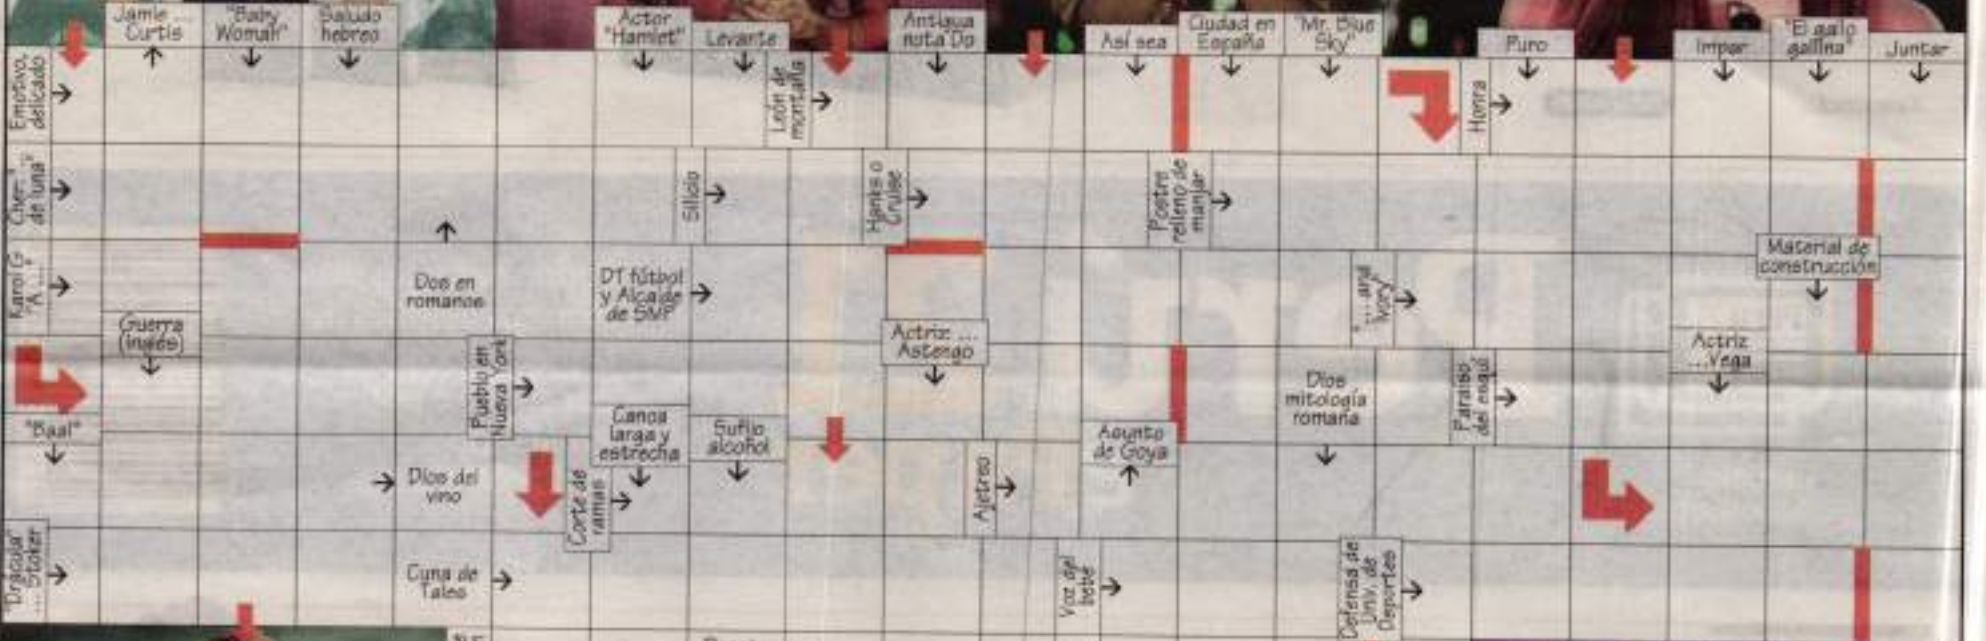 Jamie ...
Curtis
"Baby
Woman"
Saludo
hebreo
Actor
"Hamlet"
Levante
Antigua
nota Do
Así sea
Ciudad en
España
"Mr. Blue
Sky"
Puro
Impar
"El gallo
gallina"
Juntar
Emotivo,
delicado
León de
montaña
Honra
Cher: "...
de luna"
Silicio
Hanks o
Cruise
Postre
relleno de
manjar
Karol G
"A ..."
Dos en
romanos
DT fútbol
y Alcalde
de SMP
"... and
Ivory"
Material de
construcción
Guerra
(inglés)
Pueblo en
Nueva York
Actriz ...
Astengo
Dios
mitología
romana
Paraíso
del esquí
Actriz
...Vega
"Baal"
Dios del
vino
Corte de
ramas
Canoa
larga y
estrecha
Sufijo
alcohol
Ajetreo
Asunto
de Goya
"Drácula"
... Stoker
Cuna de
Tales
Voz del
bebé
Defensa de
Univ. de
Deportes